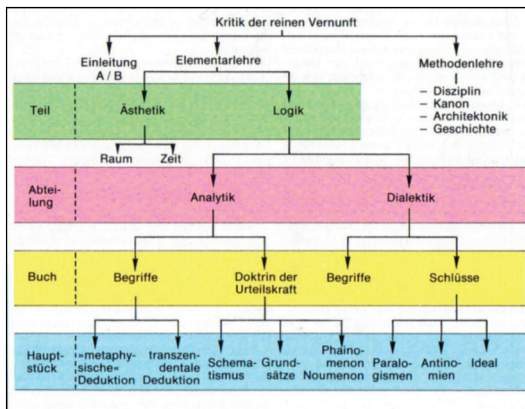 Kritik der reinen Vernunft
Einleitung
A / B
Elementarlehre
Methodenlehre
– Disziplin
– Kanon
– Architektonik
– Geschichte
Teil
Ästhetik
Logik
Raum
Zeit
Abtei-
lung
Analytik
Dialektik
Buch
Begriffe
Doktrin der
Urteilskraft
Begriffe
Schlüsse
Haupt-
stück
»metaphy-
sische«
Deduktion
transzen-
dentale
Deduktion
Schema-
tismus
Grund-
sätze
Phainomenon
Noumenon
Paralo-
gismen
Antino-
mien
Ideal